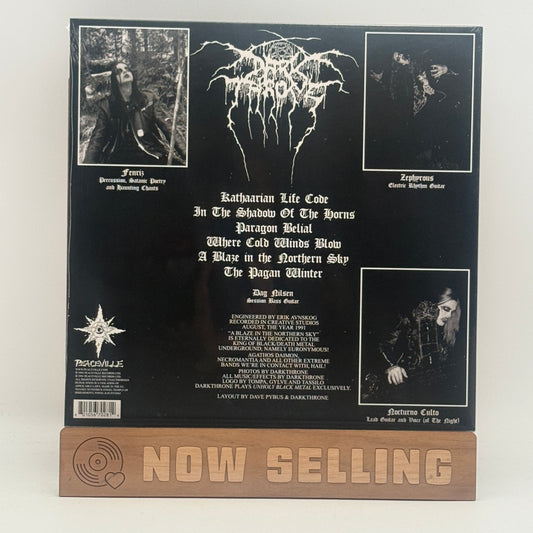 DARK
THRONE
Fenriz
Percussion, Satanic Poetry
and Haunting Chants
Zephyrous
Electric Rhythm Guitar
Kathaarian Life Code
In The Shadow Of The Horns
Paragon Belial
Where Cold Winds Blow
A Blaze in the Northern Sky
The Pagan Winter
Dag Nilsen
Session Bass Guitar
ENGINEERED BY ERIK AVNSKOG
RECORDED IN CREATIVE STUDIOS
AUGUST, THE YEAR 1991
"A BLAZE IN THE NORTHERN SKY"
IS ETERNALLY DEDICATED TO THE
KING OF BLACK/DEATH METAL
UNDERGROUND; NAMELY EURONYMOUS!
AGATHOS DAIMON,
NECROMANTIA AND ALL OTHER EXTREME
BANDS WE'RE IN CONTACT WITH, HAIL!
PHOTOS BY DARKTHRONE
ALL MUSIC/EFFECTS BY DARKTHRONE
LOGO BY TOMPA, GYLVE AND TASSILO
DARKTHRONE PLAYS UNHOLY BLACK METAL EXCLUSIVELY.
LAYOUT BY DAVE PYBUS & DARKTHRONE
PEACEVILLE
Nocturno Culto
Lead Guitar and Voice (of The Night)
NOW SELLING